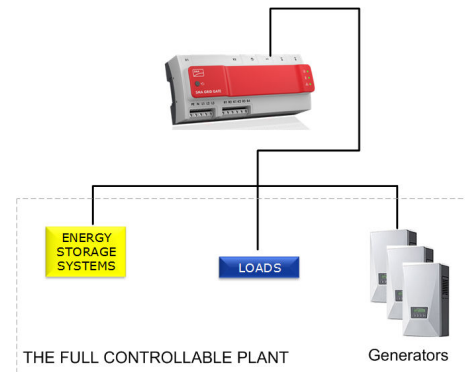 ENERGY
STORAGE
SYSTEMS
LOADS
THE FULL CONTROLLABLE PLANT
Generators